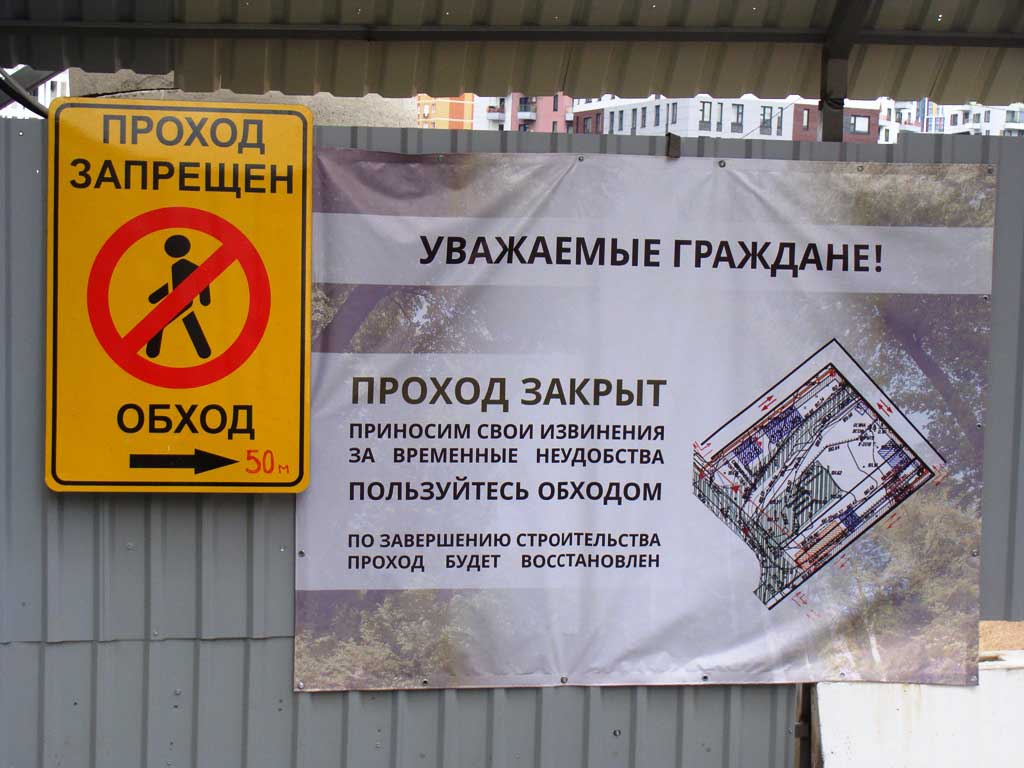 ПРОХОД
ЗАПРЕЩЕН
ОБХОД
50 м
УВАЖАЕМЫЕ ГРАЖДАНЕ!
ПРОХОД ЗАКРЫТ
ПРИНОСИМ СВОИ ИЗВИНЕНИЯ
ЗА ВРЕМЕННЫЕ НЕУДОБСТВА
ПОЛЬЗУЙТЕСЬ ОБХОДОМ
ПО ЗАВЕРШЕНИЮ СТРОИТЕЛЬСТВА
ПРОХОД БУДЕТ ВОССТАНОВЛЕН